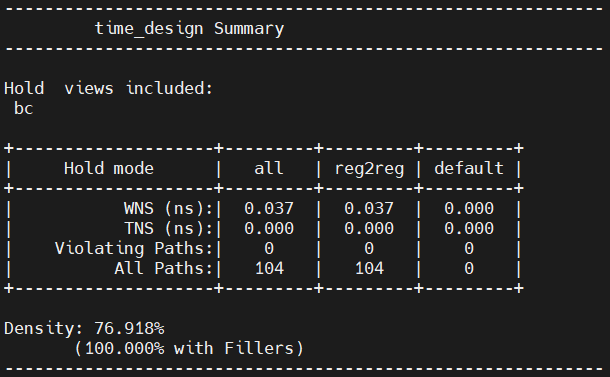 ------------------------------------------------------------
         time_design Summary
------------------------------------------------------------

Hold  views included:
 bc

+--------------------+---------+---------+---------+
|     Hold mode      |   all   | reg2reg | default |
+--------------------+---------+---------+---------+
|           WNS (ns):|  0.037  |  0.037  |  0.000  |
|           TNS (ns):|  0.000  |  0.000  |  0.000  |
|    Violating Paths:|    0    |    0    |    0    |
|          All Paths:|   104   |   104   |    0    |
+--------------------+---------+---------+---------+

Density: 76.918%
       (100.000% with Fillers)
------------------------------------------------------------